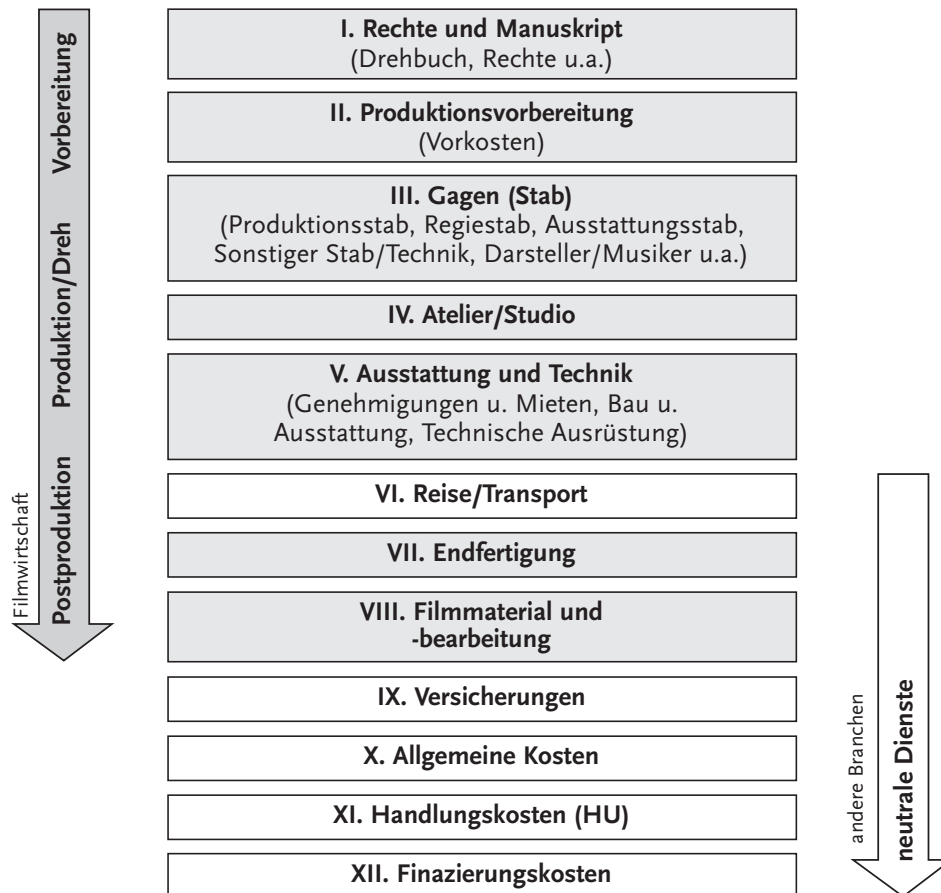 I. Rechte und Manuskript
(Drehbuch, Rechte u.a.)
II. Produktionsvorbereitung
(Vorkosten)
III. Gagen (Stab)
(Produktionsstab, Regiestab, Ausstattungsstab,
Sonstiger Stab/Technik, Darsteller/Musiker u.a.)
IV. Atelier/Studio
V. Ausstattung und Technik
(Genehmigungen u. Mieten, Bau u.
Ausstattung, Technische Ausrüstung)
VI. Reise/Transport
VII. Endfertigung
VIII. Filmmaterial und
-bearbeitung
IX. Versicherungen
X. Allgemeine Kosten
XI. Handlungskosten (HU)
XII. Finazierungskosten
Vorbereitung
Produktion/Dreh
Postproduktion
Filmwirtschaft
andere Branchen
neutrale Dienste